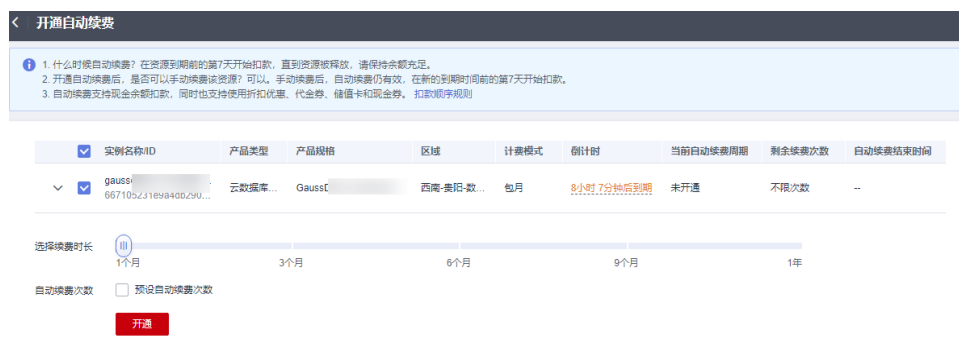 开通自动续费
1. 什么时候自动续费？在资源到期前的第7天开始扣款，直到资源被释放，请保持余额充足。
2. 开通自动续费后，是否可以手动续费该资源？可以。手动续费后，自动续费仍有效，在新的到期时间前的第7天开始扣款。
3. 自动续费支持现金余额扣款，同时也支持使用折扣优惠、代金券、储值卡和现金券。 扣款顺序规则
实例名称/ID 产品类型 产品规格 区域 计费模式 倒计时 当前自动续费周期 剩余续费次数 自动续费结束时间
gauss
667105231e9a4db290... 云数据库... GaussD 西南-贵阳-数... 包月 8小时 7分钟后到期 未开通 不限次数 --
选择续费时长
1个月 3个月 6个月 9个月 1年
自动续费次数 预设自动续费次数
开通